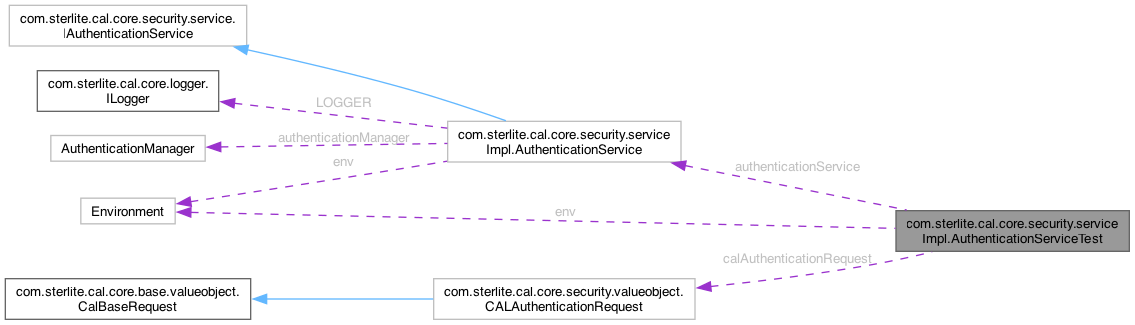 com.sterlite.cal.core.security.service.
IAuthenticationService
com.sterlite.cal.core.logger.
ILogger
LOGGER
AuthenticationManager
authenticationManager
com.sterlite.cal.core.security.service
Impl.AuthenticationService
env
authenticationService
Environment
env
com.sterlite.cal.core.security.service
Impl.AuthenticationServiceTest
calAuthenticationRequest
com.sterlite.cal.core.base.valueobject.
CalBaseRequest
com.sterlite.cal.core.security.valueobject.
CALAuthenticationRequest